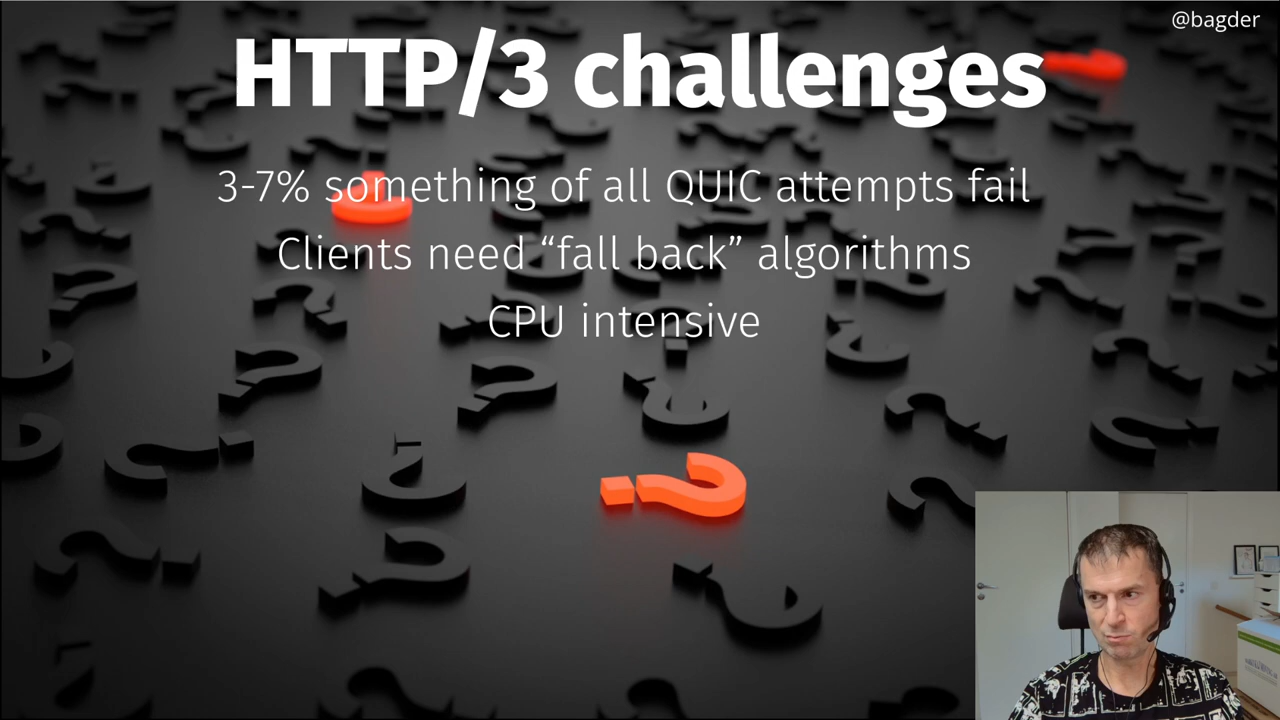 @bagder
HTTP/3 challenges
3-7% something of all QUIC attempts fail
Clients need “fall back” algorithms
CPU intensive